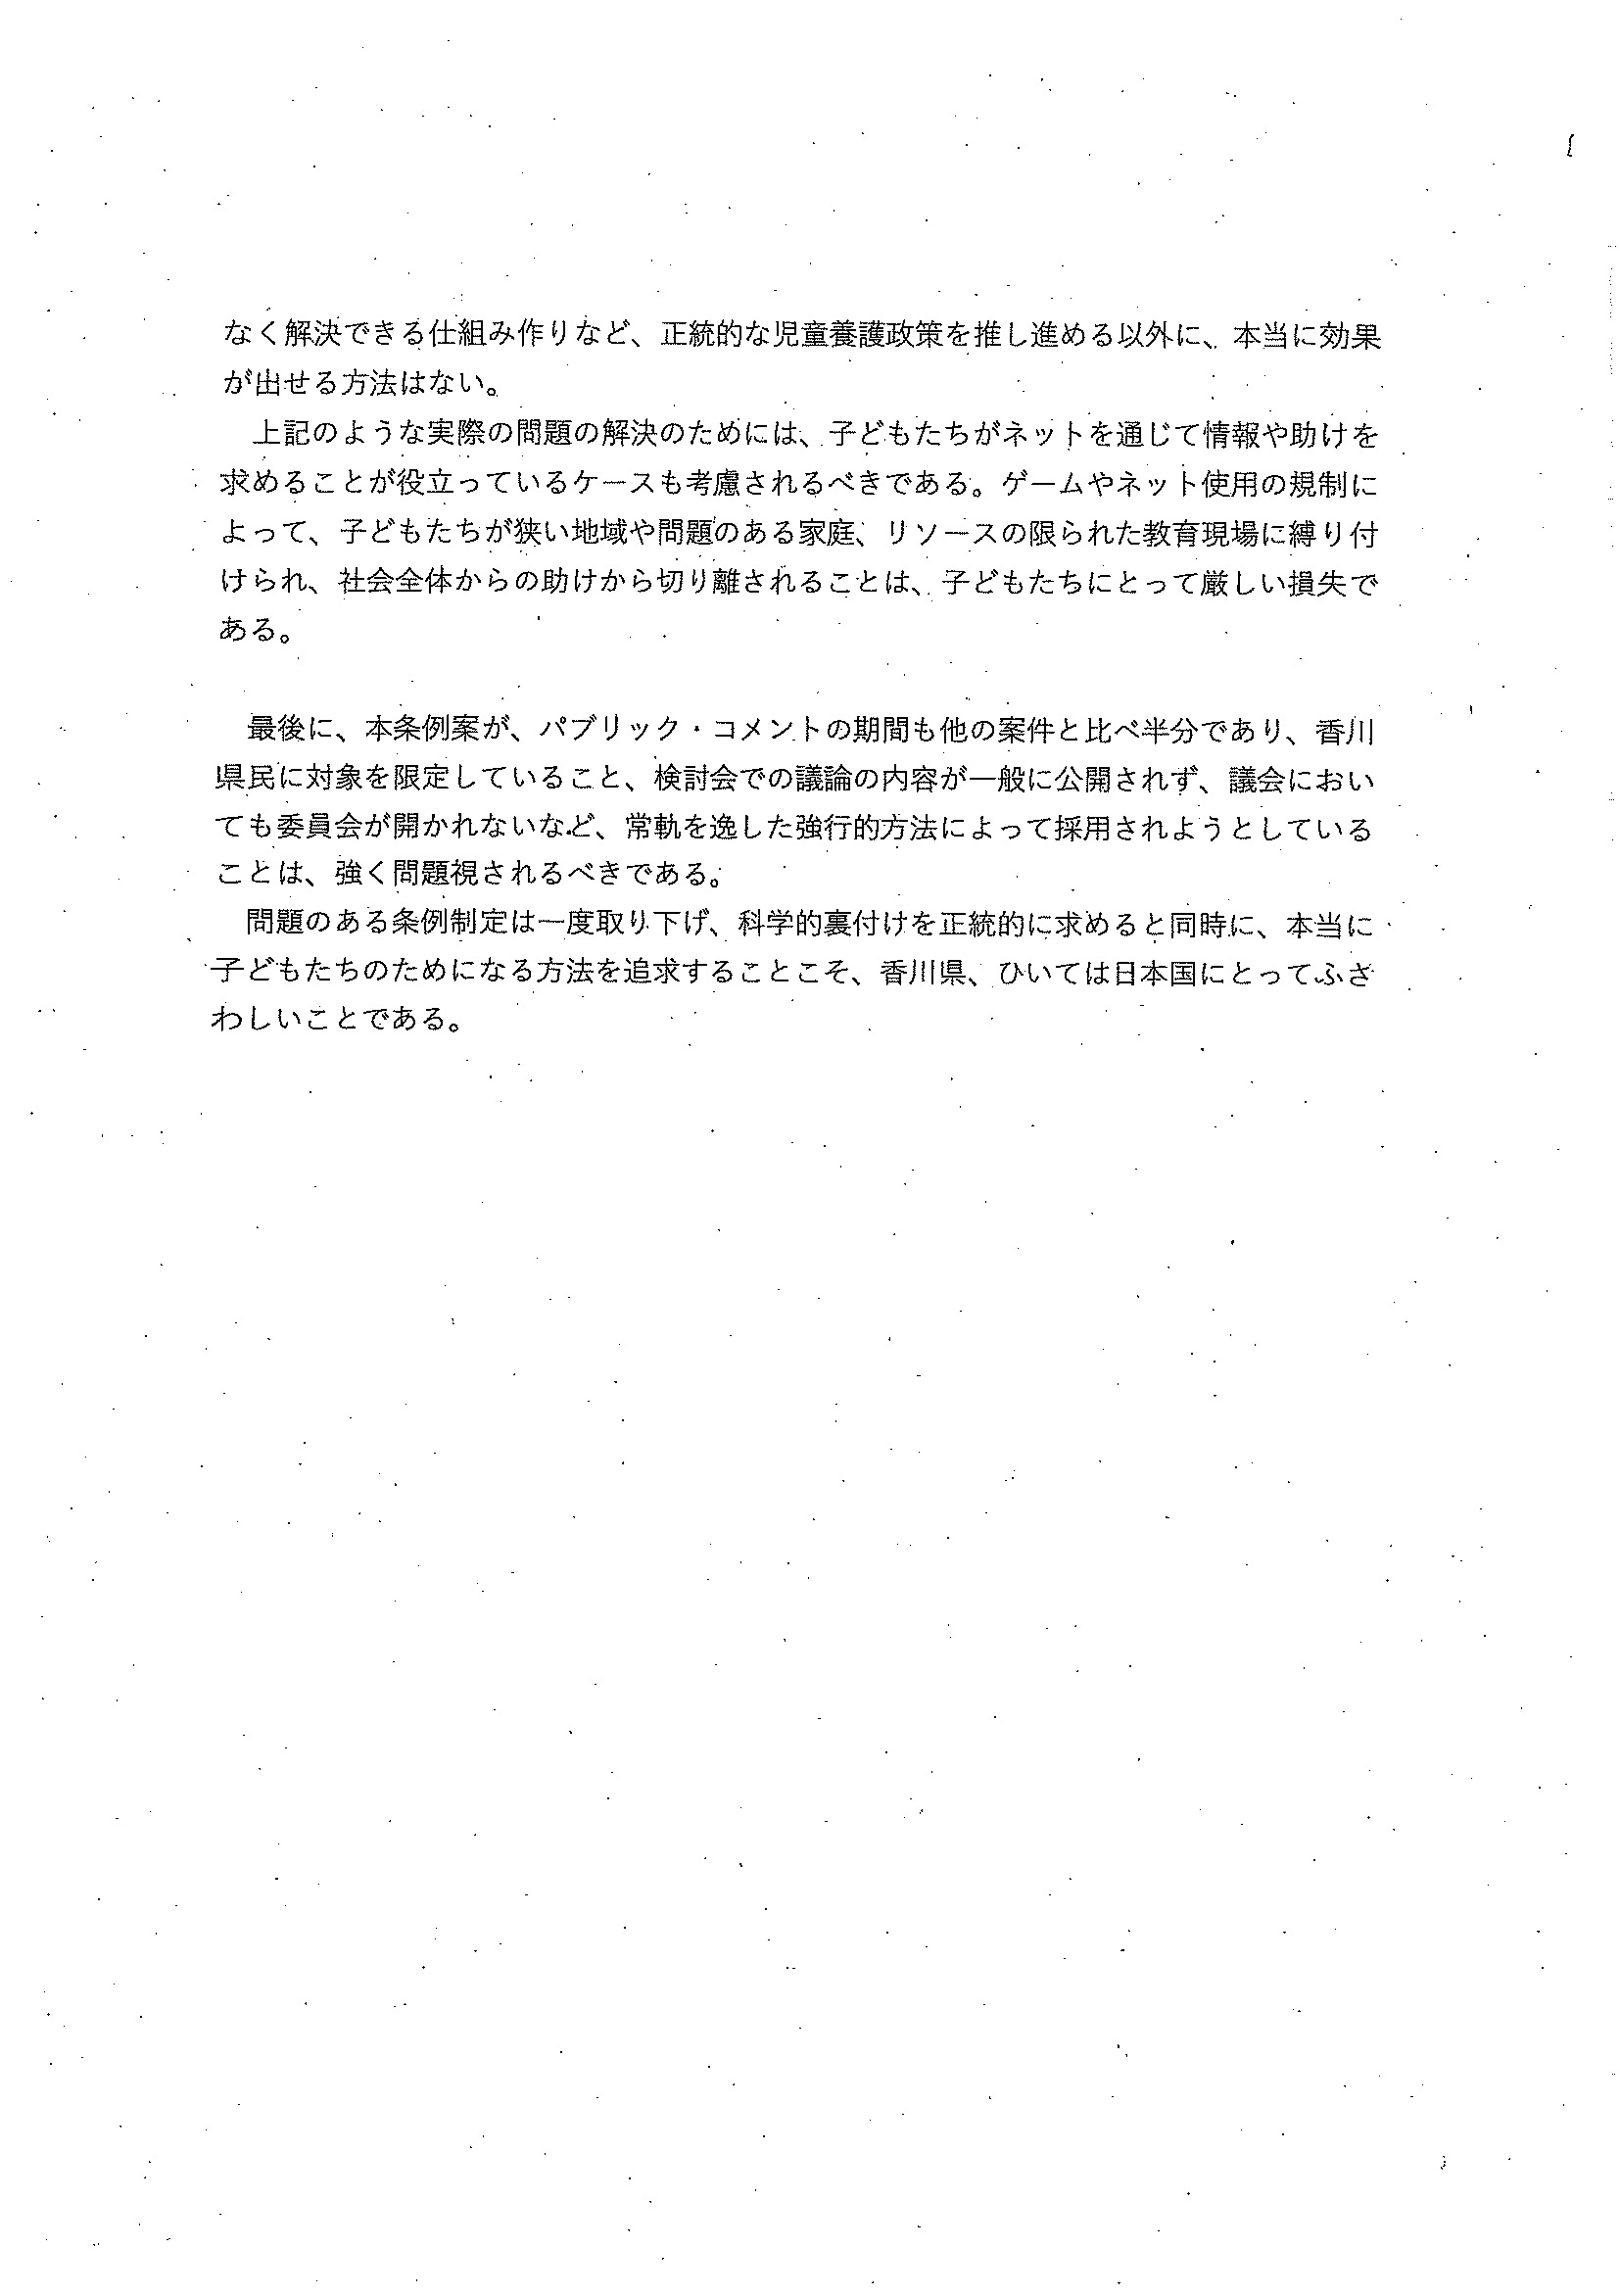 なく解決できる仕組み作りなど、正統的な児童養護政策を推し進める以外に、本当に効果
が出せる方法はない。
上記のような実際の問題の解決のためには、子どもたちがネットを通じて情報や助けを
求めることが役立っているケースも考慮されるべきである。ゲームやネット使用の規制に
よって、子どもたちが狭い地域や問題のある家庭、リソースの限られた教育現場に縛り付
けられ、社会全体からの助けから切り離されることは、子どもたちにとって厳しい損失で
ある。
最後に、本条例案が、パブリック・コメントの期間も他の案件と比べ半分であり、香川
県民に対象を限定していること、検討会での議論の内容が一般に公開されず、議会におい
ても委員会が開かれないなど、常軌を逸した強行的方法によって採用されようとしている
ことは、強く問題視されるべきである。
問題のある条例制定は一度取り下げ、科学的裏付けを正統的に求めると同時に、本当に
子どもたちのためになる方法を追求することこそ、香川県、ひいては日本国にとってふさ
わしいことである。